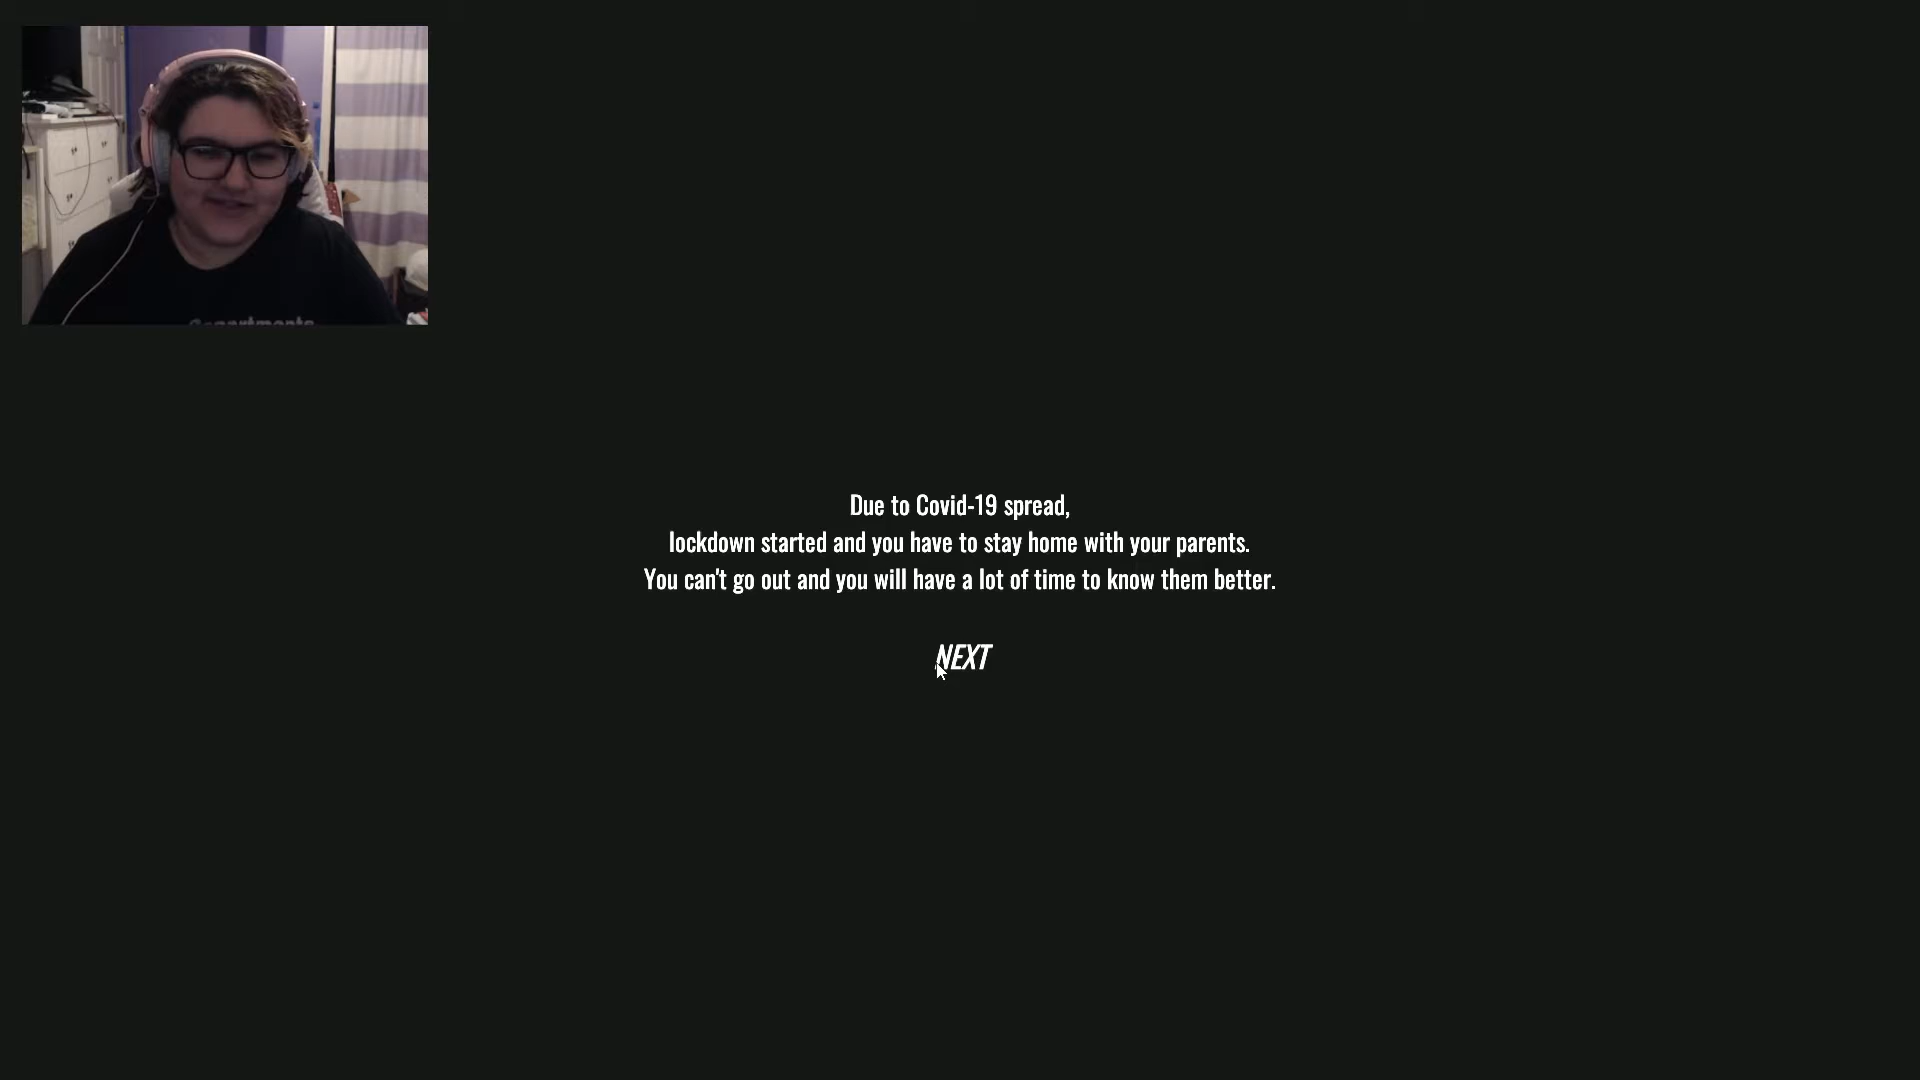 Due to Covid-19 spread,
lockdown started and you have to stay home with your parents.
You can't go out and you will have a lot of time to know them better.
NEXT